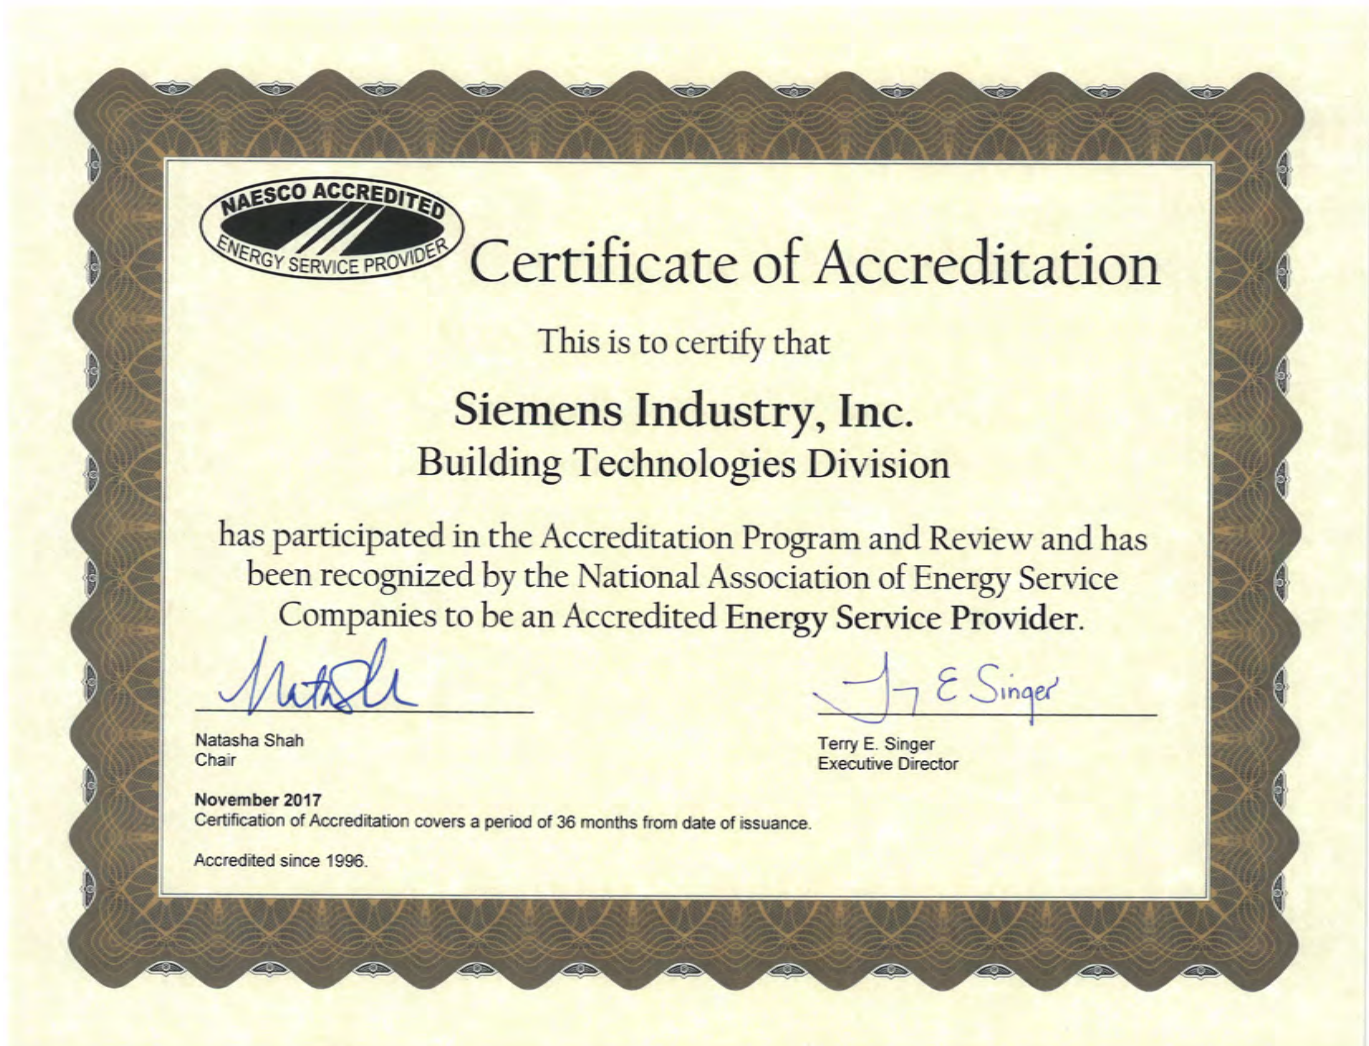 NAESCO ACCREDITED
ENERGY SERVICE PROVIDER
Certificate of Accreditation
This is to certify that
Siemens Industry, Inc.
Building Technologies Division
has participated in the Accreditation Program and Review and has
been recognized by the National Association of Energy Service
Companies to be an Accredited Energy Service Provider.
Natasha
Terry E Singer
Natasha Shah
Chair
Terry E. Singer
Executive Director
November 2017
Certification of Accreditation covers a period of 36 months from date of issuance.
Accredited since 1996.